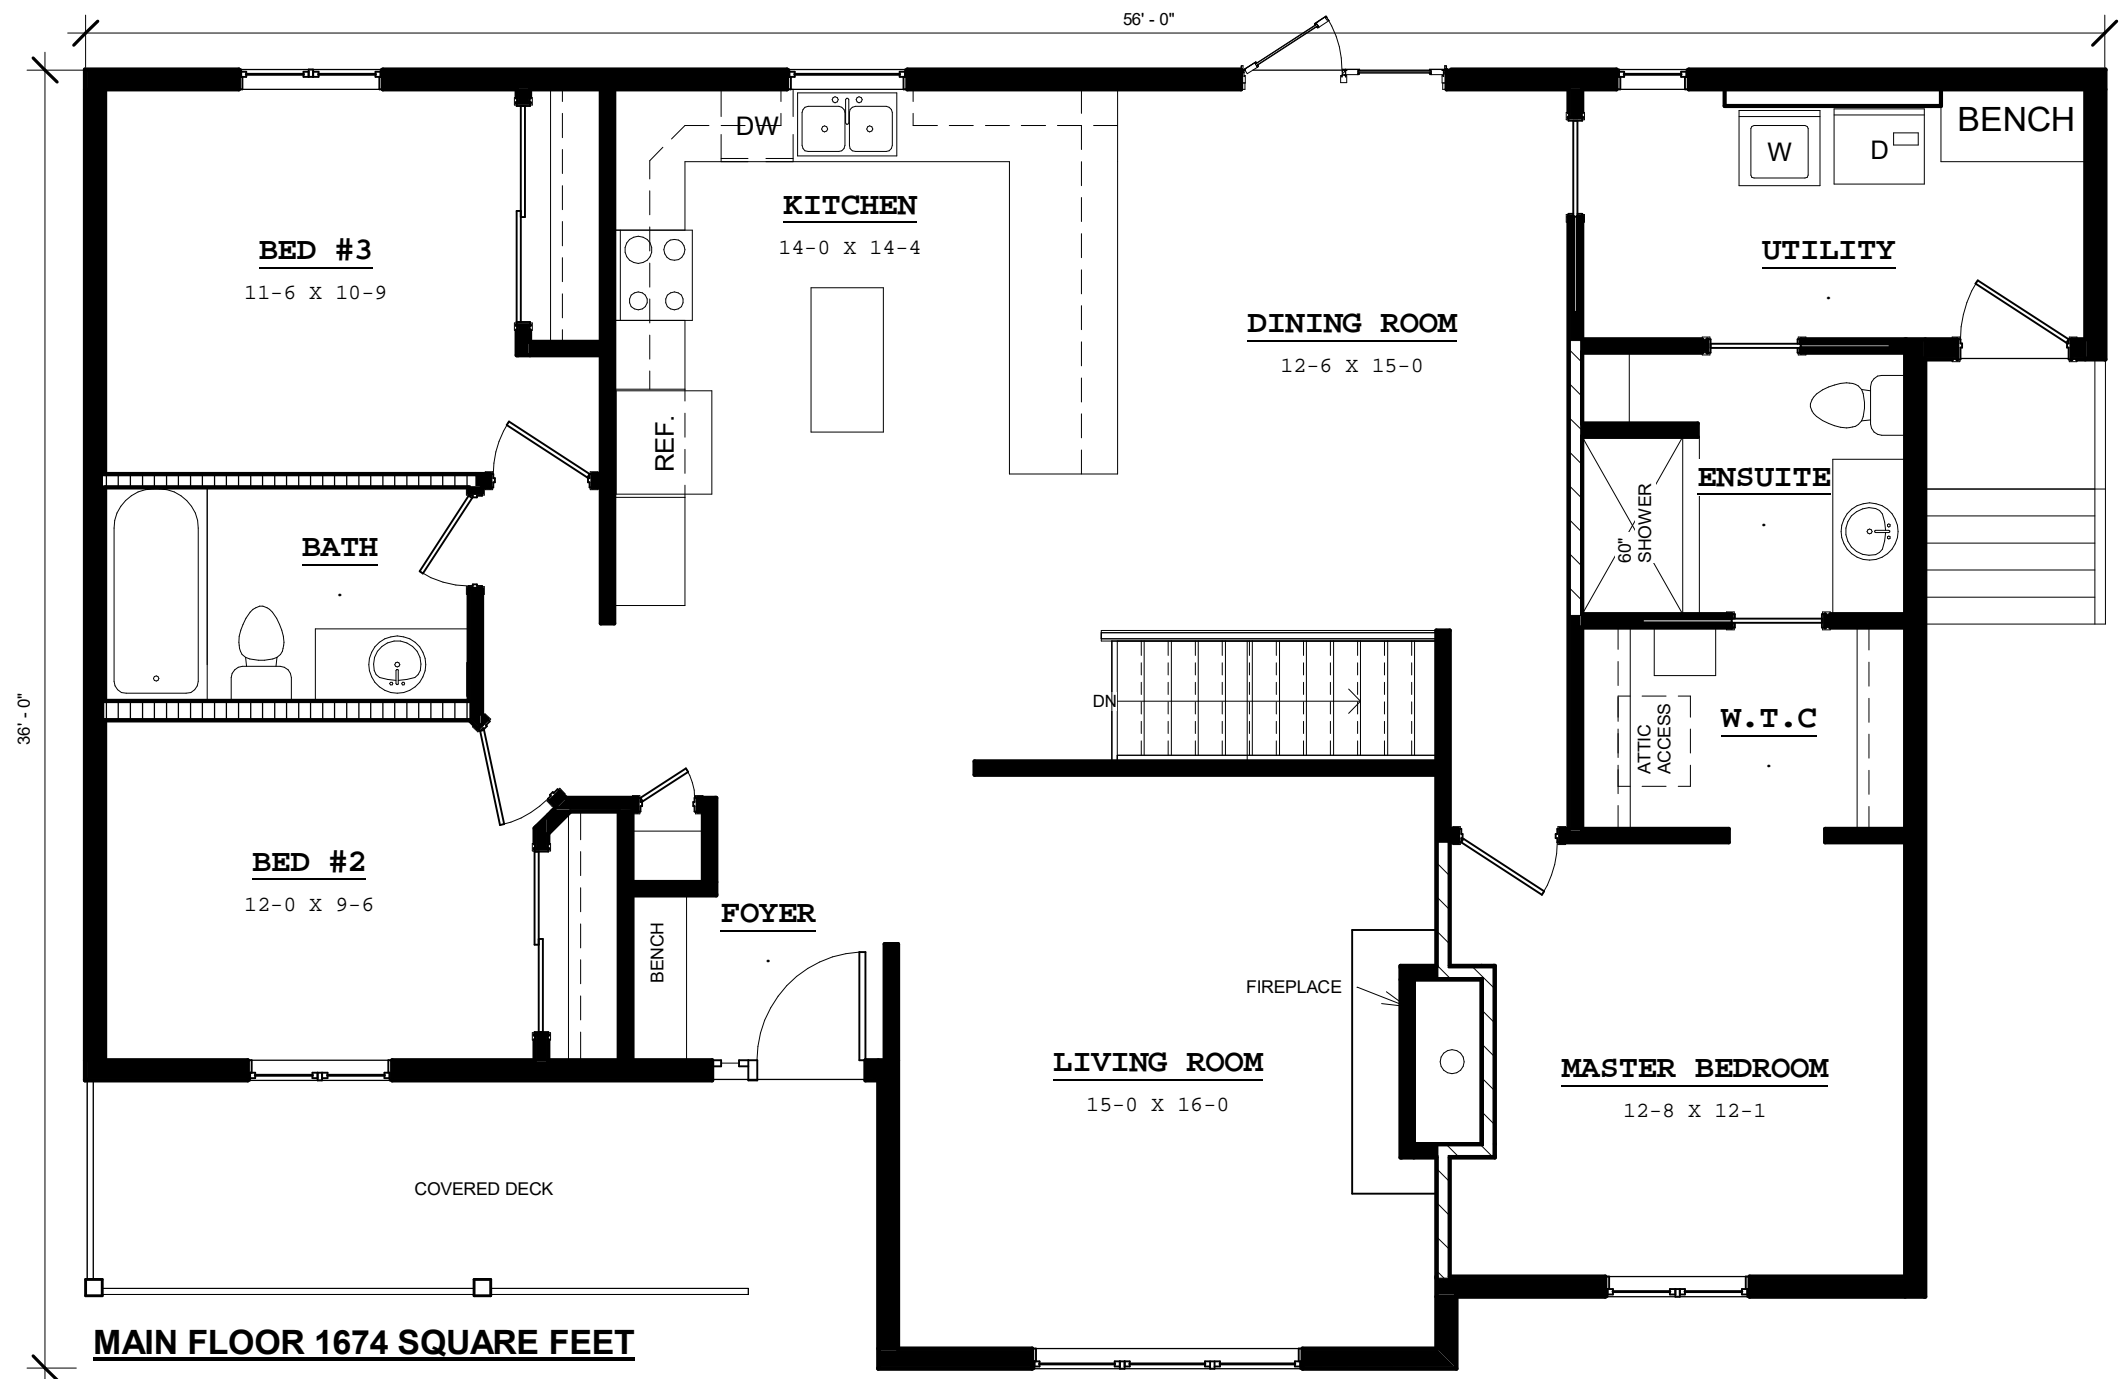 56' - 0"
36' - 0"
BED #3
11-6 X 10-9
DW
KITCHEN
14-0 X 14-4
REF.
DINING ROOM
12-6 X 15-0
W
D
BENCH
UTILITY
ENSUITE
60"
SHOWER
BATH
DN
ATTIC
ACCESS
W.T.C
BED #2
12-0 X 9-6
BENCH
FOYER
FIREPLACE
LIVING ROOM
15-0 X 16-0
MASTER BEDROOM
12-8 X 12-1
COVERED DECK
MAIN FLOOR 1674 SQUARE FEET